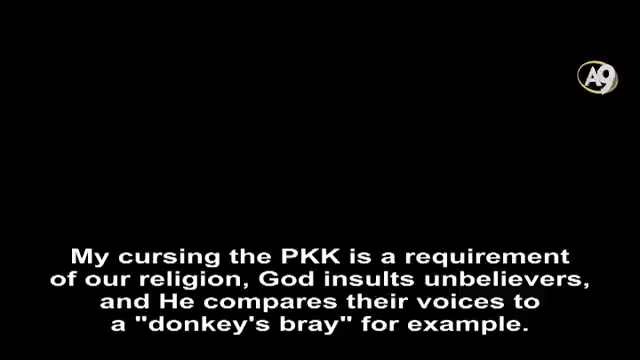 A9
My cursing the PKK is a requirement
of our religion, God insults unbelievers,
and He compares their voices to
a "donkey's bray" for example.